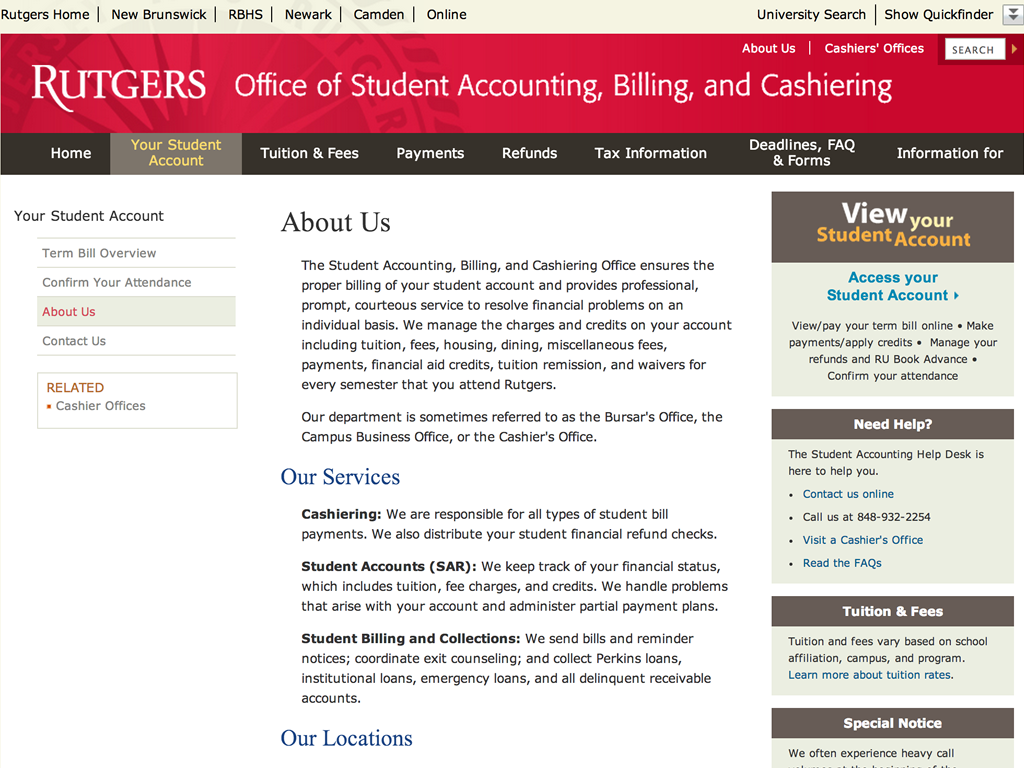 Rutgers Home | New Brunswick | RBHS | Newark | Camden | Online
University Search | Show Quickfinder
About Us | Cashiers' Offices
SEARCH
RUTGERS Office of Student Accounting, Billing, and Cashiering
Home
Your Student
Account
Tuition & Fees
Payments
Refunds
Tax Information
Deadlines, FAQ
& Forms
Information for
Your Student Account
Term Bill Overview
Confirm Your Attendance
About Us
Contact Us
RELATED
Cashier Offices
About Us
The Student Accounting, Billing, and Cashiering Office ensures the
proper billing of your student account and provides professional,
prompt, courteous service to resolve financial problems on an
individual basis. We manage the charges and credits on your account
including tuition, fees, housing, dining, miscellaneous fees,
payments, financial aid credits, tuition remission, and waivers for
every semester that you attend Rutgers.
Our department is sometimes referred to as the Bursar's Office, the
Campus Business Office, or the Cashier's Office.
Our Services
Cashiering: We are responsible for all types of student bill
payments. We also distribute your student financial refund checks.
Student Accounts (SAR): We keep track of your financial status,
which includes tuition, fee charges, and credits. We handle problems
that arise with your account and administer partial payment plans.
Student Billing and Collections: We send bills and reminder
notices; coordinate exit counseling; and collect Perkins loans,
institutional loans, emergency loans, and all delinquent receivable
accounts.
Our Locations
View your
Student Account
Access your
Student Account
View/pay your term bill online • Make
payments/apply credits • Manage your
refunds and RU Book Advance •
Confirm your attendance
Need Help?
The Student Accounting Help Desk is
here to help you.
• Contact us online
• Call us at 848-932-2254
• Visit a Cashier's Office
• Read the FAQs
Tuition & Fees
Tuition and fees vary based on school
affiliation, campus, and program.
Learn more about tuition rates.
Special Notice
We often experience heavy call